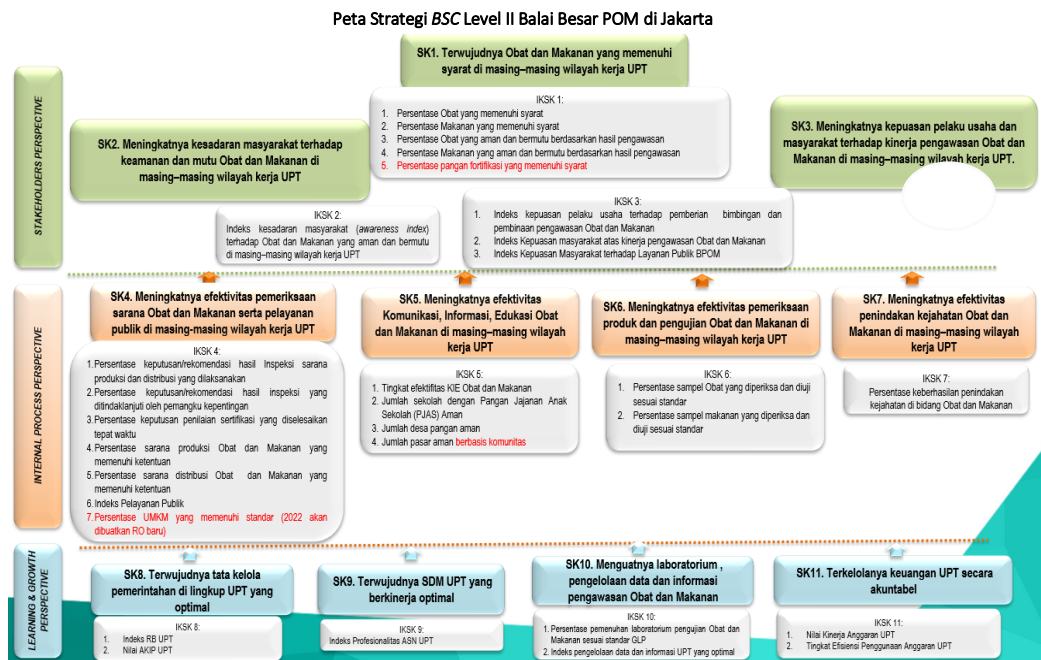 Peta Strategi BSC Level II Balai Besar POM di Jakarta
STAKEHOLDERS PERSPECTIVE
SK1. Terwujudnya Obat dan Makanan yang memenuhi
syarat di masing–masing wilayah kerja UPT
IKSK 1:
1. Persentase Obat yang memenuhi syarat
2. Persentase Makanan yang memenuhi syarat
3. Persentase Obat yang aman dan bermutu berdasarkan hasil pengawasan
4. Persentase Makanan yang aman dan bermutu berdasarkan hasil pengawasan
5. Persentase pangan fortifikasi yang memenuhi syarat
SK2. Meningkatnya kesadaran masyarakat terhadap
keamanan dan mutu Obat dan Makanan di
masing–masing wilayah kerja UPT
SK3. Meningkatnya kepuasan pelaku usaha dan
masyarakat terhadap kinerja pengawasan Obat dan
Makanan di masing–masing wilayah kerja UPT.
IKSK 2:
Indeks kesadaran masyarakat (awareness index)
terhadap Obat dan Makanan yang aman dan bermutu
di masing–masing wilayah kerja UPT
IKSK 3:
1. Indeks kepuasan pelaku usaha terhadap pemberian bimbingan dan
pembinaan pengawasan Obat dan Makanan
2. Indeks Kepuasan masyarakat atas kinerja pengawasan Obat dan Makanan
3. Indeks Kepuasan Masyarakat terhadap Layanan Publik BPOM
INTERNAL PROCESS PERSPECTIVE
SK4. Meningkatnya efektivitas pemeriksaan
sarana Obat dan Makanan serta pelayanan
publik di masing-masing wilayah kerja UPT
IKSK 4:
1. Persentase keputusan/rekomendasi hasil Inspeksi sarana
produksi dan distribusi yang dilaksanakan
2. Persentase keputusan/rekomendasi hasil inspeksi yang
ditindaklanjuti oleh pemangku kepentingan
3. Persentase keputusan penilaian sertifikasi yang diselesaikan
tepat waktu
4. Persentase sarana produksi Obat dan Makanan yang
memenuhi ketentuan
5. Persentase sarana distribusi Obat dan Makanan yang
memenuhi ketentuan
6. Indeks Pelayanan Publik
7. Persentase UMKM yang memenuhi standar (2022 akan
dibuatkan RO baru)
SK5. Meningkatnya efektivitas
Komunikasi, Informasi, Edukasi Obat
dan Makanan di masing–masing wilayah
kerja UPT
IKSK 5:
1. Tingkat efektifitas KIE Obat dan Makanan
2. Jumlah sekolah dengan Pangan Jajanan Anak
Sekolah (PJAS) Aman
3. Jumlah desa pangan aman
4. Jumlah pasar aman berbasis komunitas
SK6. Meningkatnya efektivitas pemeriksaan
produk dan pengujian Obat dan Makanan di
masing–masing wilayah kerja UPT
IKSK 6:
1. Persentase sampel Obat yang diperiksa dan diuji
sesuai standar
2. Persentase sampel makanan yang diperiksa dan
diuji sesuai standar
SK7. Meningkatnya efektivitas
penindakan kejahatan Obat dan
Makanan di masing–masing wilayah
kerja UPT
IKSK 7:
Persentase keberhasilan penindakan
kejahatan di bidang Obat dan Makanan
LEARNING & GROWTH
PERSPECTIVE
SK8. Terwujudnya tata kelola
pemerintahan di lingkup UPT yang
optimal
IKSK 8:
1. Indeks RB UPT
2. Nilai AKIP UPT
SK9. Terwujudnya SDM UPT yang
berkinerja optimal
IKSK 9:
Indeks Profesionalitas ASN UPT
SK10. Menguatnya laboratorium ,
pengelolaan data dan informasi
pengawasan Obat dan Makanan
IKSK 10:
1. Persentase pemenuhan laboratorium pengujian Obat dan
Makanan sesuai standar GLP
2. Indeks pengelolaan data dan informasi UPT yang optimal
SK11. Terkelolanya keuangan UPT secara
akuntabel
IKSK 11:
1. Nilai Kinerja Anggaran UPT
2. Tingkat Efisiensi Penggunaan Anggaran UPT